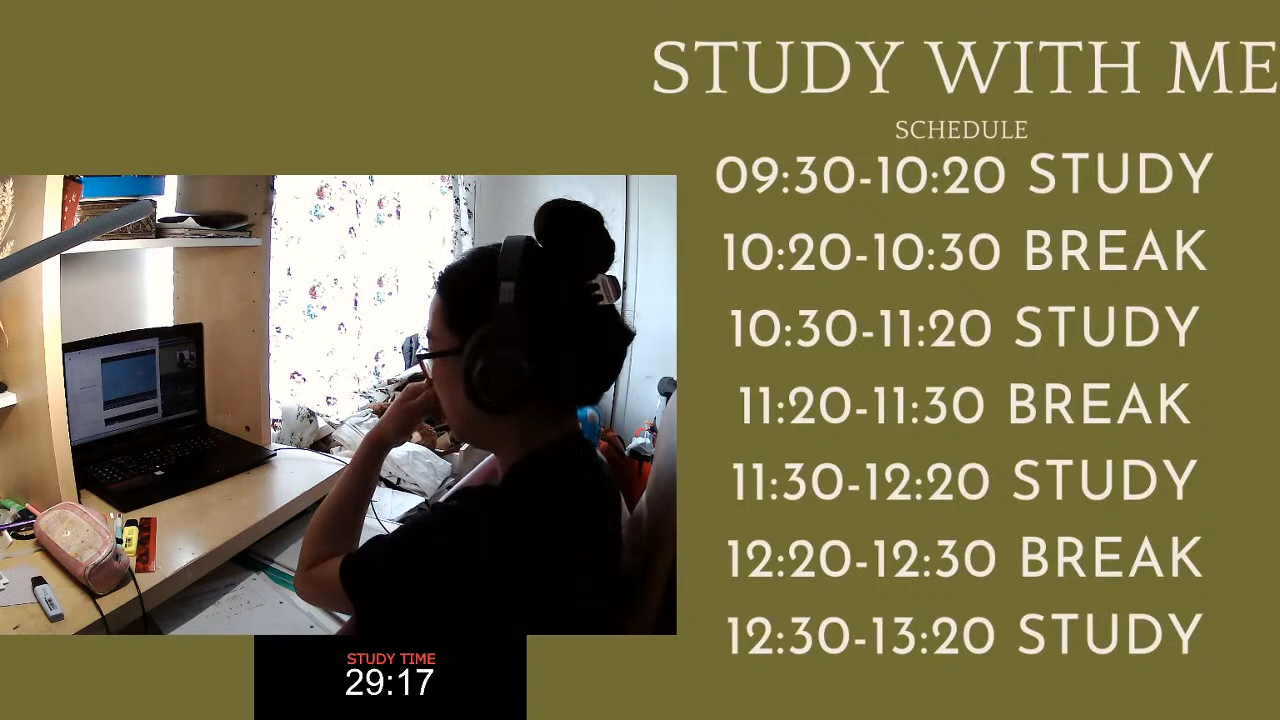 STUDY WITH ME
SCHEDULE
09:30-10:20 STUDY
10:20-10:30 BREAK
10:30-11:20 STUDY
11:20-11:30 BREAK
11:30-12:20 STUDY
12:20-12:30 BREAK
12:30-13:20 STUDY
STUDY TIME
29:17